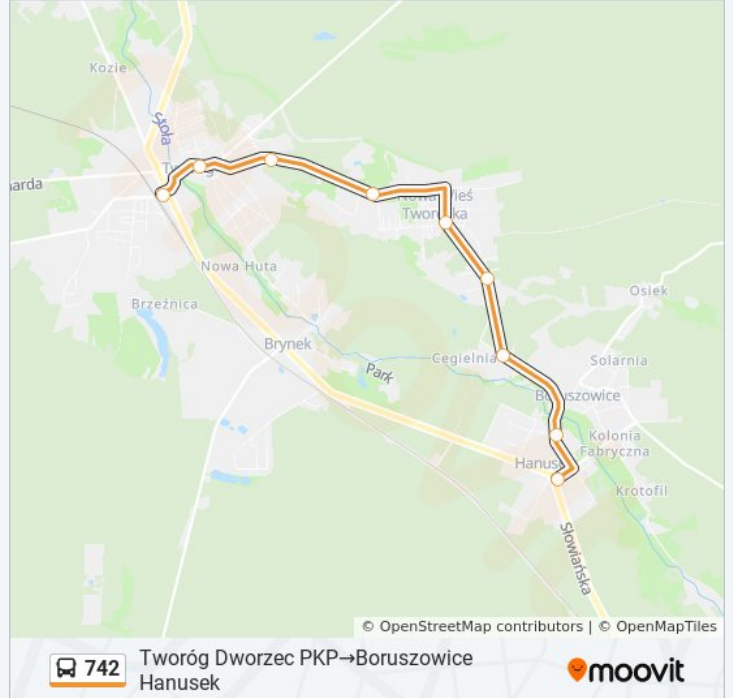 Kozie
Stoła
Tworóg
arda
Nowa Wieś
Tworoska
Nowa Huta
Osiek
Brzeźnica
Brynek
Cegielnia
Solarnia
Park
Boruszowice
Kolonia
Fabryczna
Hanusek
Krotofil
Słowiańska
© OpenStreetMap contributors | © OpenMapTiles
742
Tworóg Dworzec PKP→Boruszowice
Hanusek
moovit